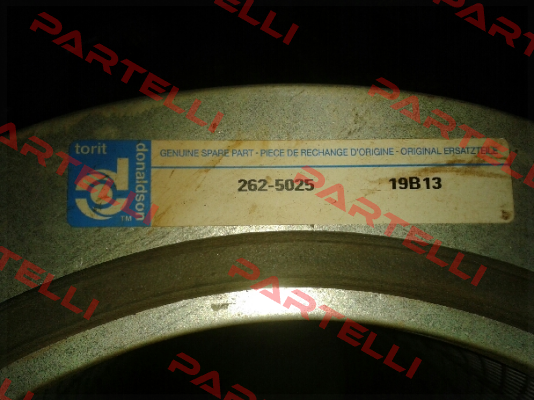 torit
donaldson
TM
GENUINE SPARE PART - PIECE DE RECHANGE D'ORIGINE - ORIGINAL ERSATZTEILE
262-5025 19B13
PARTELLI
PARTELLI
PARTELLI
PARTELLI
PARTELLI
PARTELLI
PARTELLI
PARTELLI